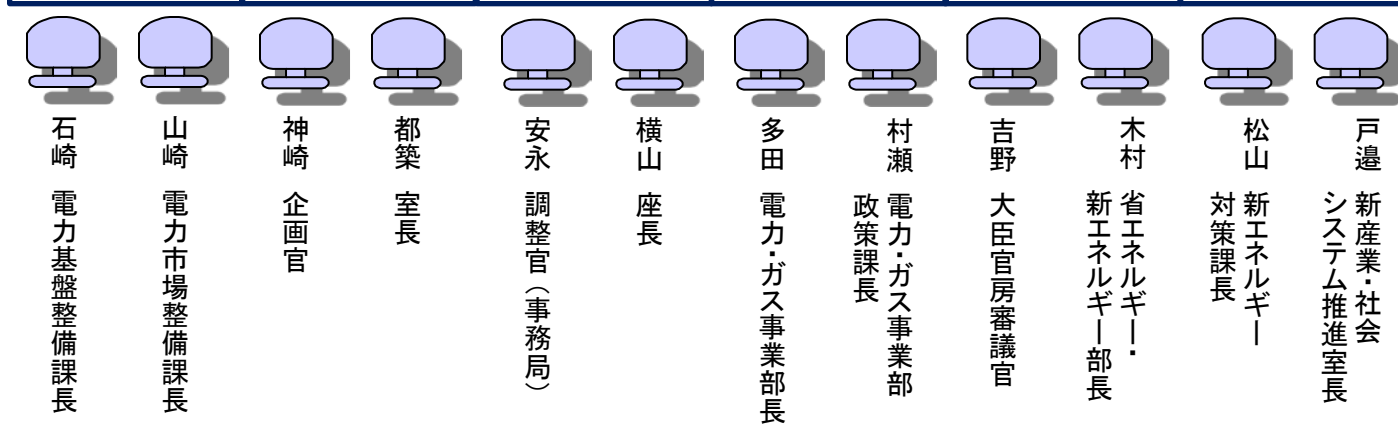 石崎 電力基盤整備課長
山崎 電力市場整備課長
神崎 企画官
都築 室長
安永 調整官（事務局）
横山 座長
多田 電力・ガス事業部長
村瀬 電力・ガス事業部
政策課長
吉野 大臣官房審議官
木村 省エネルギー・
新エネルギー部長
松山 新エネルギー
対策課長
戸邉 新産業・社会
システム推進室長